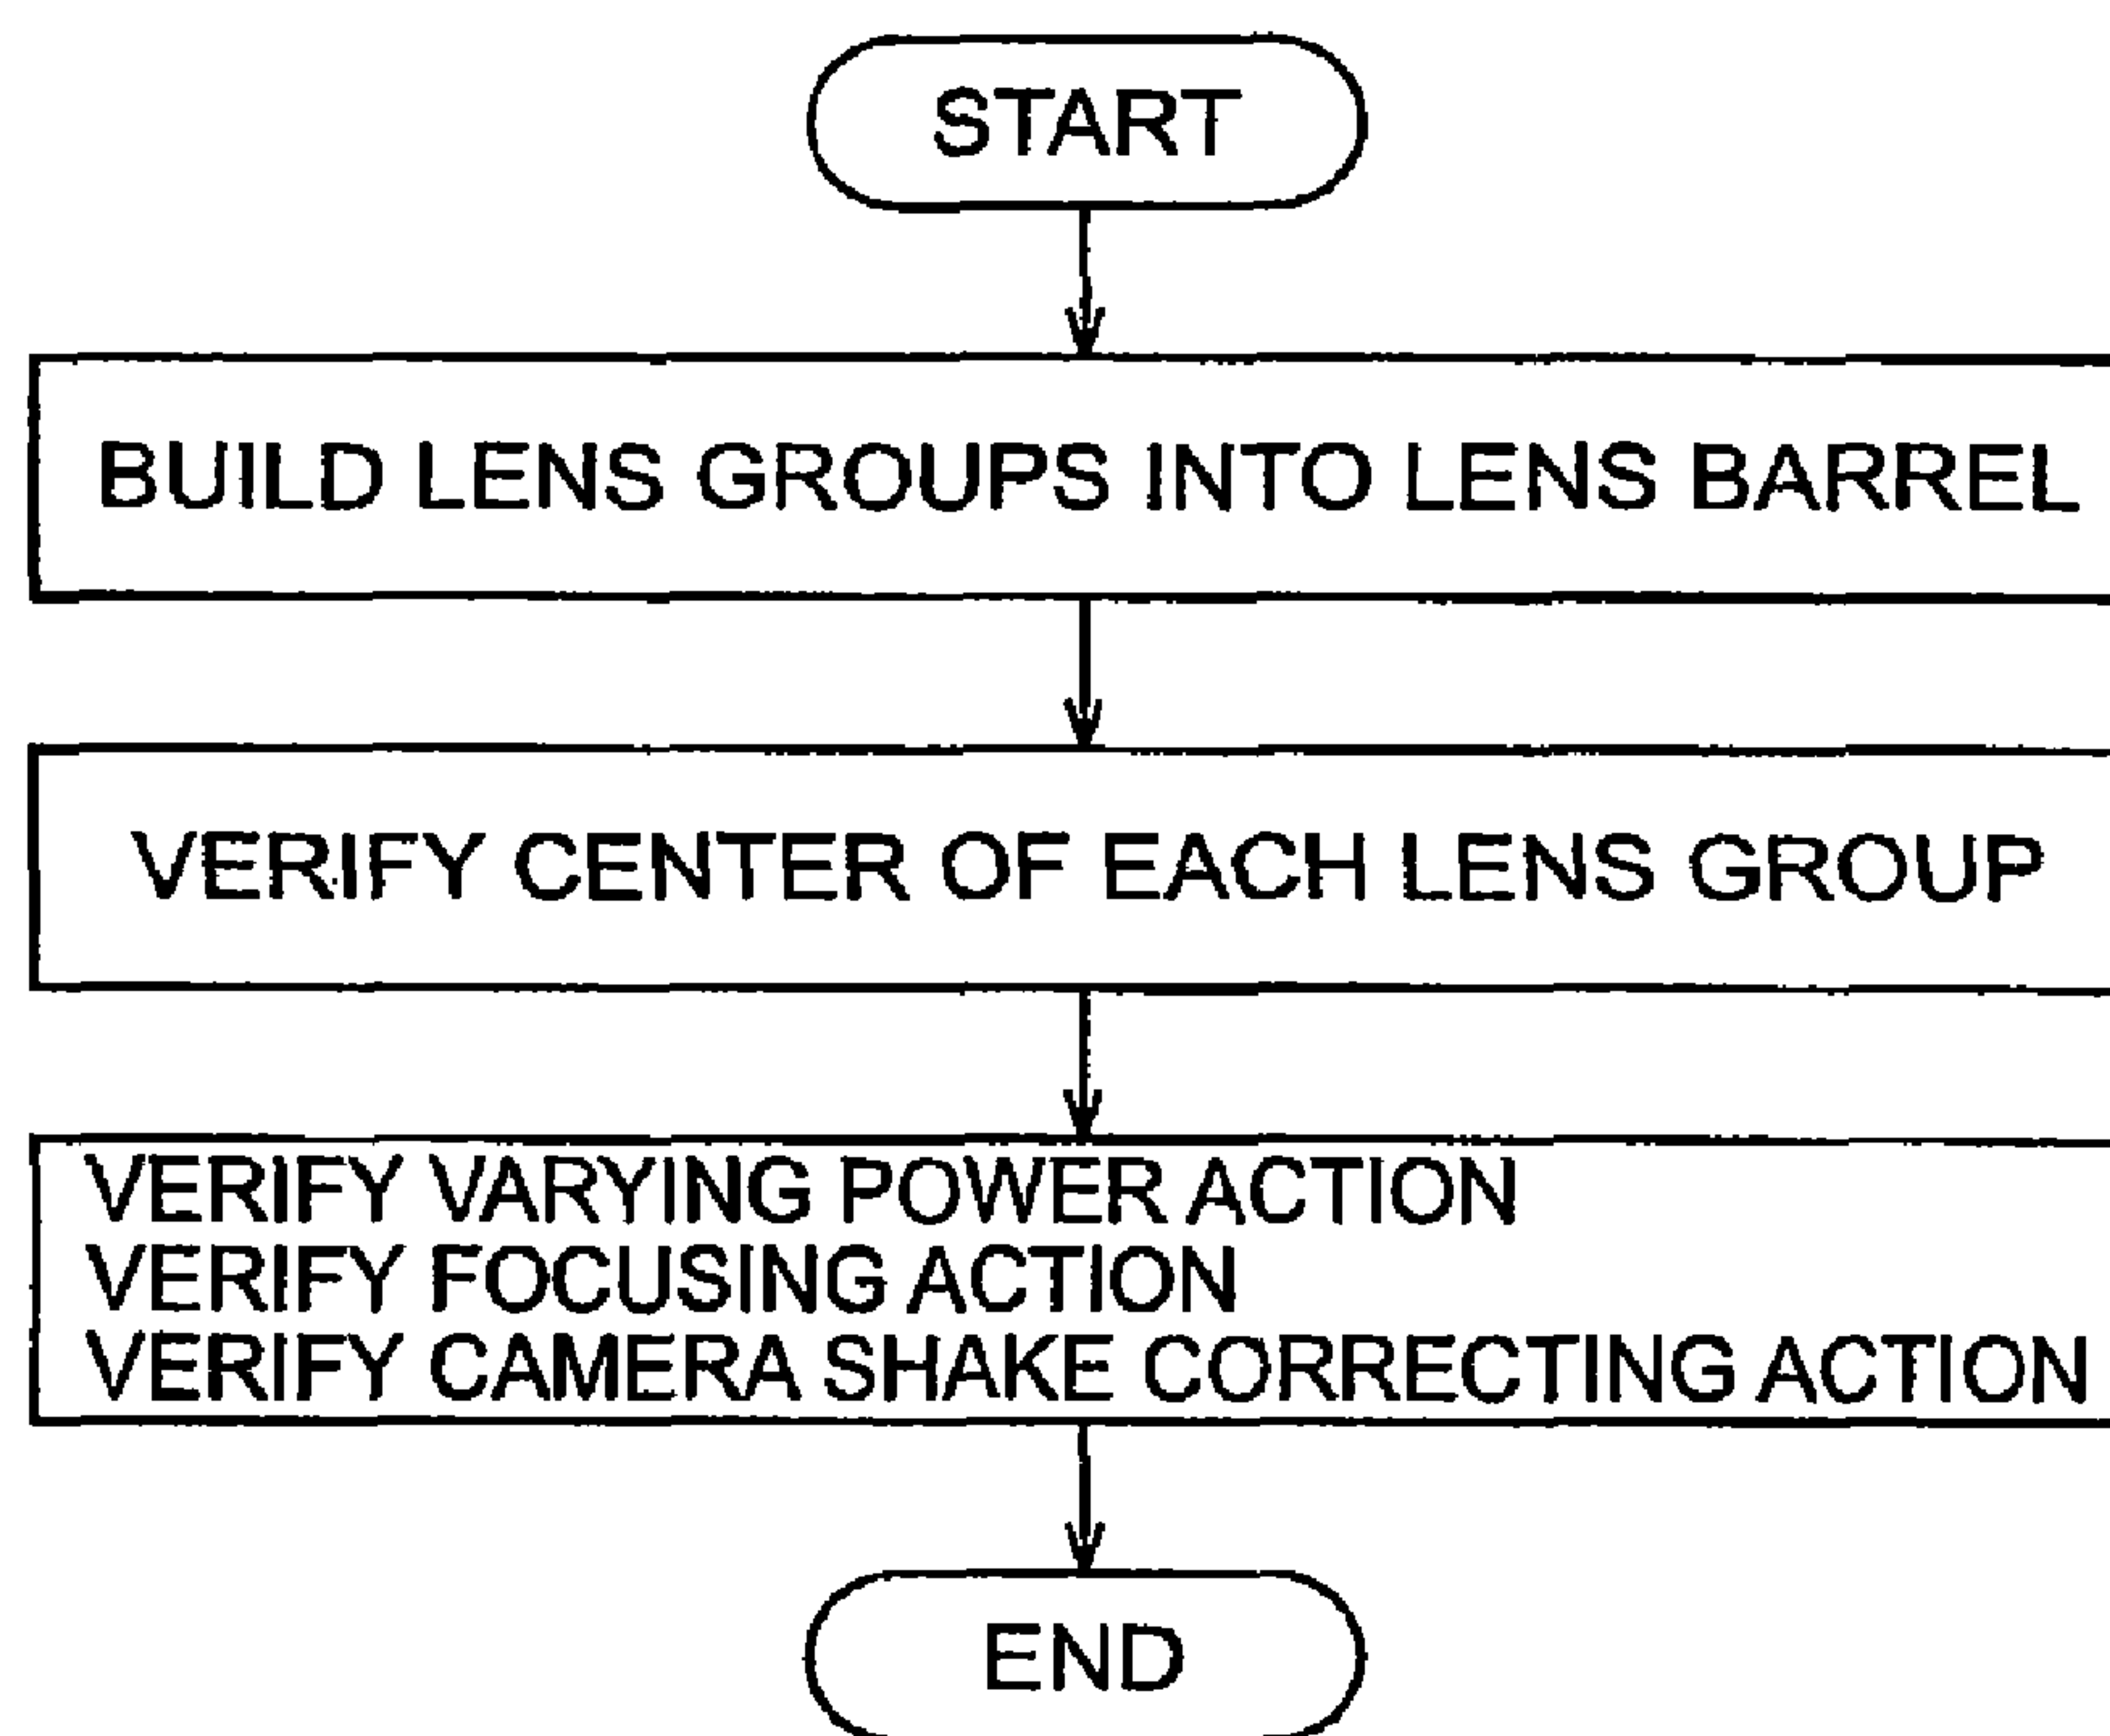 START
BUILD LENS GROUPS INTO LENS BARREL
VERIFY CENTER OF EACH LENS GROUP
VERIFY VARYING POWER ACTION
VERIFY FOCUSING ACTION
VERIFY CAMERA SHAKE CORRECTING ACTION
END